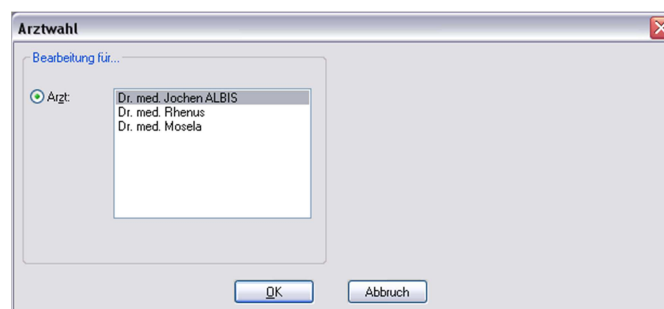 Arztwahl
Bearbeitung für...
Arzt:
Dr. med. Jochen ALBIS
Dr. med. Rhenus
Dr. med. Mosela
OK
Abbruch